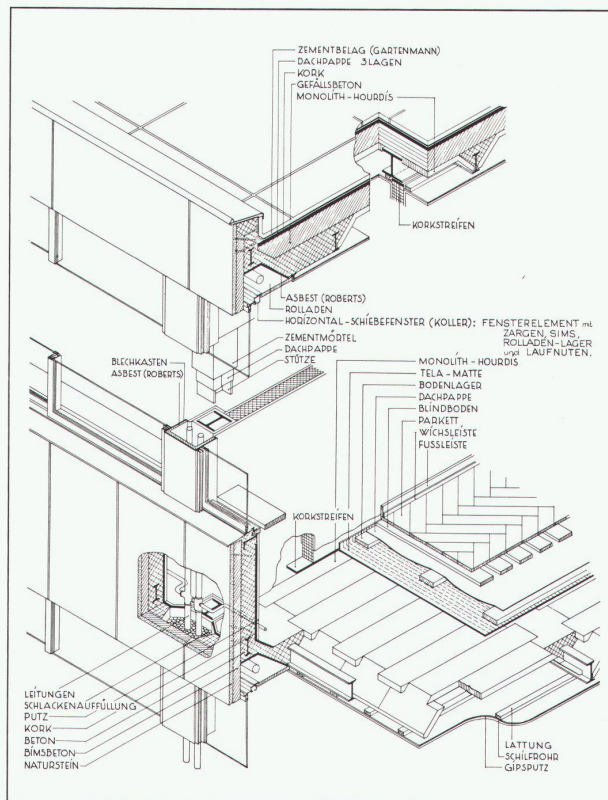 ZEMENTBELAG (GARTENMANN)
DACHPAPPE 3 LAGEN
KORK
GEFÄLLSBETON
MONOLITH-HOURDIS
KORKSTREIFEN
ASBEST (ROBERTS)
ROLLADEN
HORIZONTAL-SCHIEBEFENSTER (KOLLER): FENSTERELEMENT mit
ZARGEN, SIMS,
ROLLADEN-LAGER
und LAUFNUTEN.
ZEMENTMÖRTEL
DACHPAPPE
STÜTZE
BLECHKASTEN
ASBEST (ROBERTS)
MONOLITH-HOURDIS
TELA-MATTE
BODENLAGER
DACHPAPPE
BLINDBODEN
PARKETT
WICHSLEISTE
FUSSLEISTE
KORKSTREIFEN
LEITUNGEN
SCHLACKENAUFFÜLLUNG
PUTZ
KORK
BETON
BIMSBETON
NATURSTEIN
LATTUNG
SCHILFROHR
GIPSPUTZ